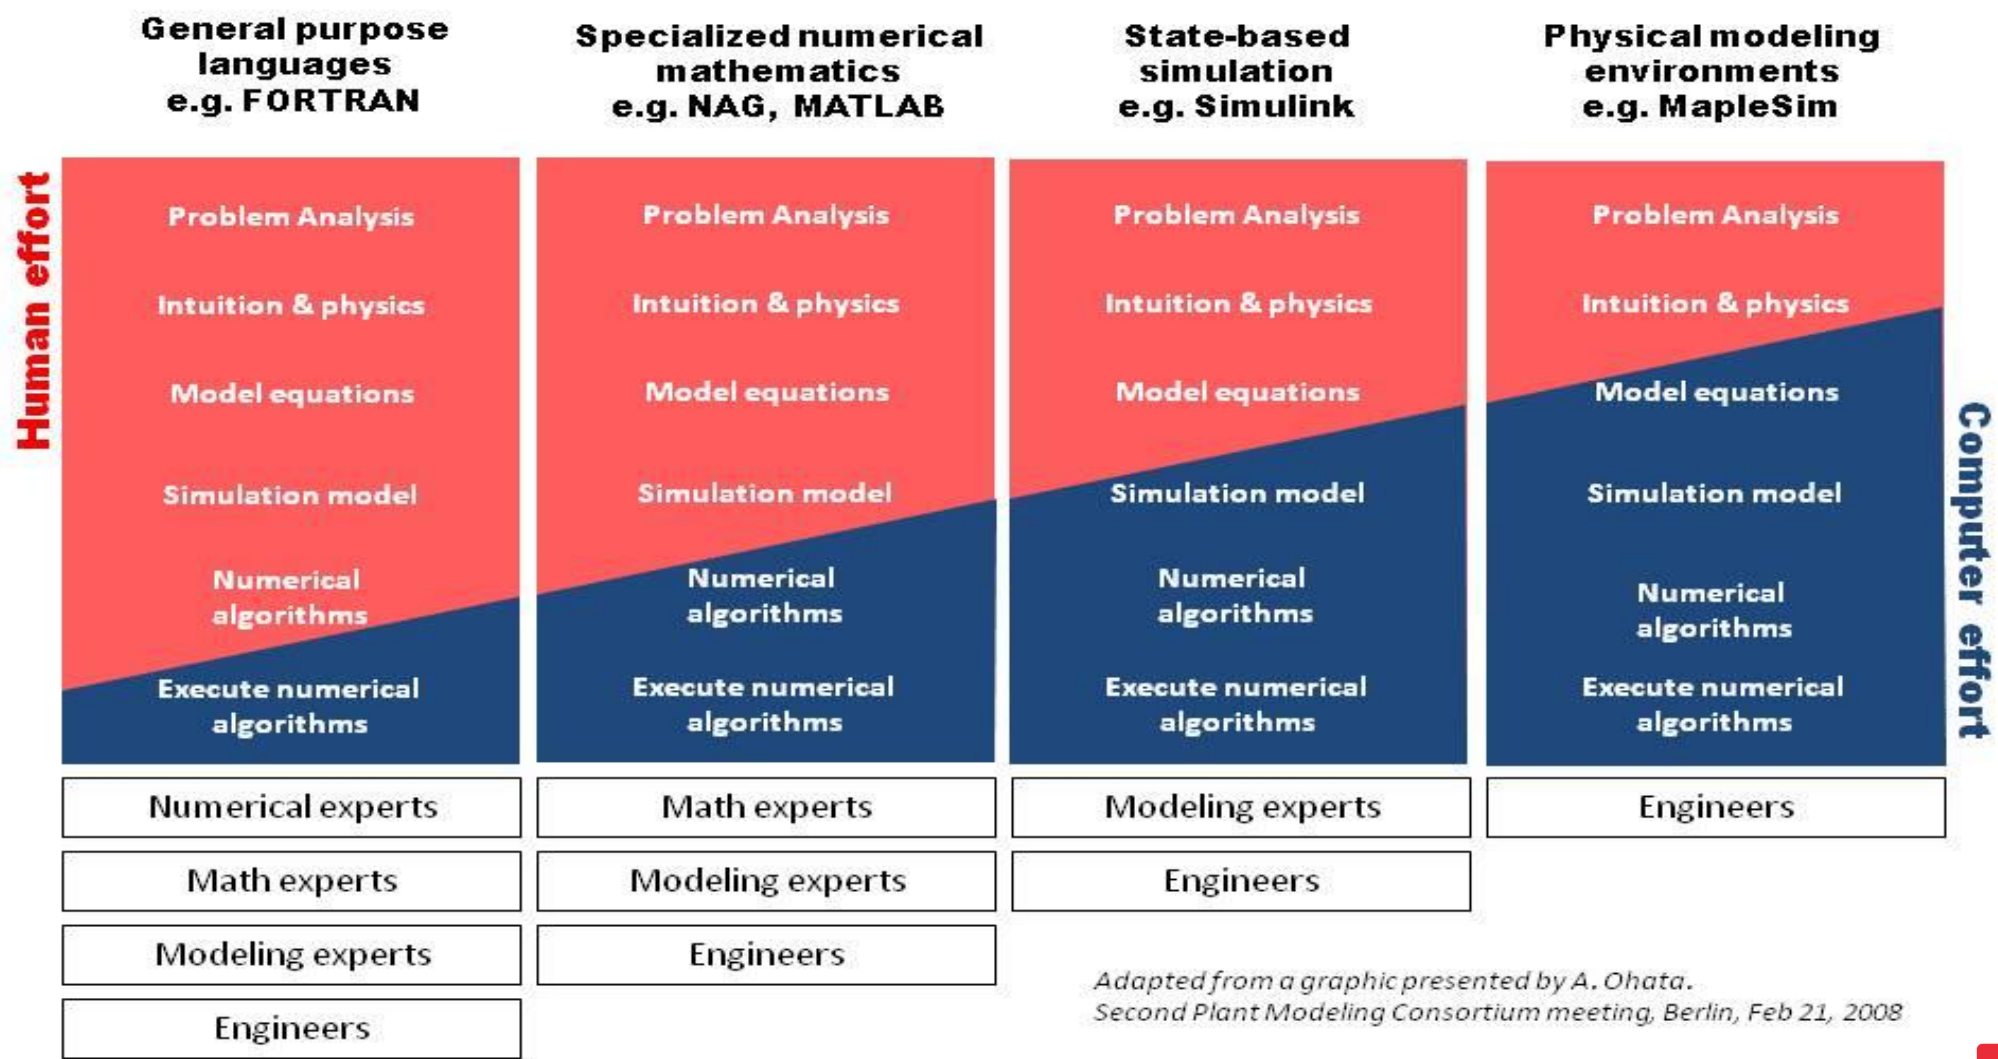 General purpose
languages
e.g. FORTRAN
Specialized numerical
mathematics
e.g. NAG, MATLAB
State-based
simulation
e.g. Simulink
Physical modeling
environments
e.g. MapleSim
Human effort
Problem Analysis
Intuition & physics
Model equations
Simulation model
Numerical
algorithms
Execute numerical
algorithms
Problem Analysis
Intuition & physics
Model equations
Simulation model
Numerical
algorithms
Execute numerical
algorithms
Problem Analysis
Intuition & physics
Model equations
Simulation model
Numerical
algorithms
Execute numerical
algorithms
Problem Analysis
Intuition & physics
Model equations
Simulation model
Numerical
algorithms
Execute numerical
algorithms
Computer effort
Numerical experts
Math experts
Modeling experts
Engineers
Math experts
Modeling experts
Engineers
Modeling experts
Engineers
Engineers
Adapted from a graphic presented by A. Ohata.
Second Plant Modeling Consortium meeting, Berlin, Feb 21, 2008